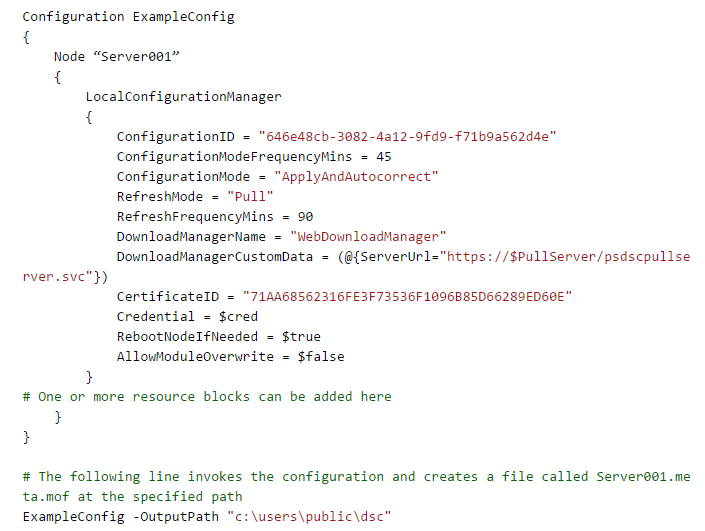 Configuration ExampleConfig
{
    Node “Server001”
    {
        LocalConfigurationManager
        {
            ConfigurationID = "646e48cb-3082-4a12-9fd9-f71b9a562d4e"
            ConfigurationModeFrequencyMins = 45
            ConfigurationMode = "ApplyAndAutocorrect"
            RefreshMode = "Pull"
            RefreshFrequencyMins = 90
            DownloadManagerName = "WebDownloadManager"
            DownloadManagerCustomData = (@{ServerUrl="https://$PullServer/psdscpullse
rver.svc"})
            CertificateID = "71AA68562316FE3F73536F1096B85D66289ED60E"
            Credential = $cred
            RebootNodeIfNeeded = $true
            AllowModuleOverwrite = $false
        }
# One or more resource blocks can be added here
    }
}

# The following line invokes the configuration and creates a file called Server001.me
ta.mof at the specified path
ExampleConfig -OutputPath "c:\users\public\dsc"